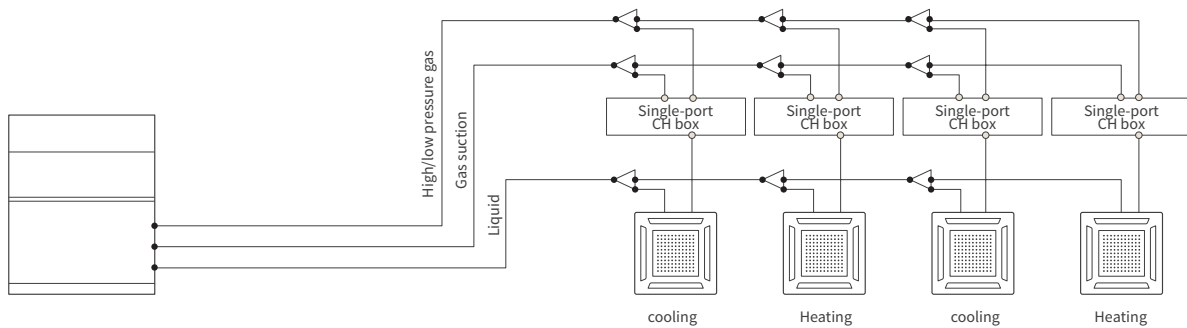 High/low pressure gas
Gas suction
Liquid
Single-port
CH box
Single-port
CH box
Single-port
CH box
Single-port
CH box
cooling
Heating
cooling
Heating